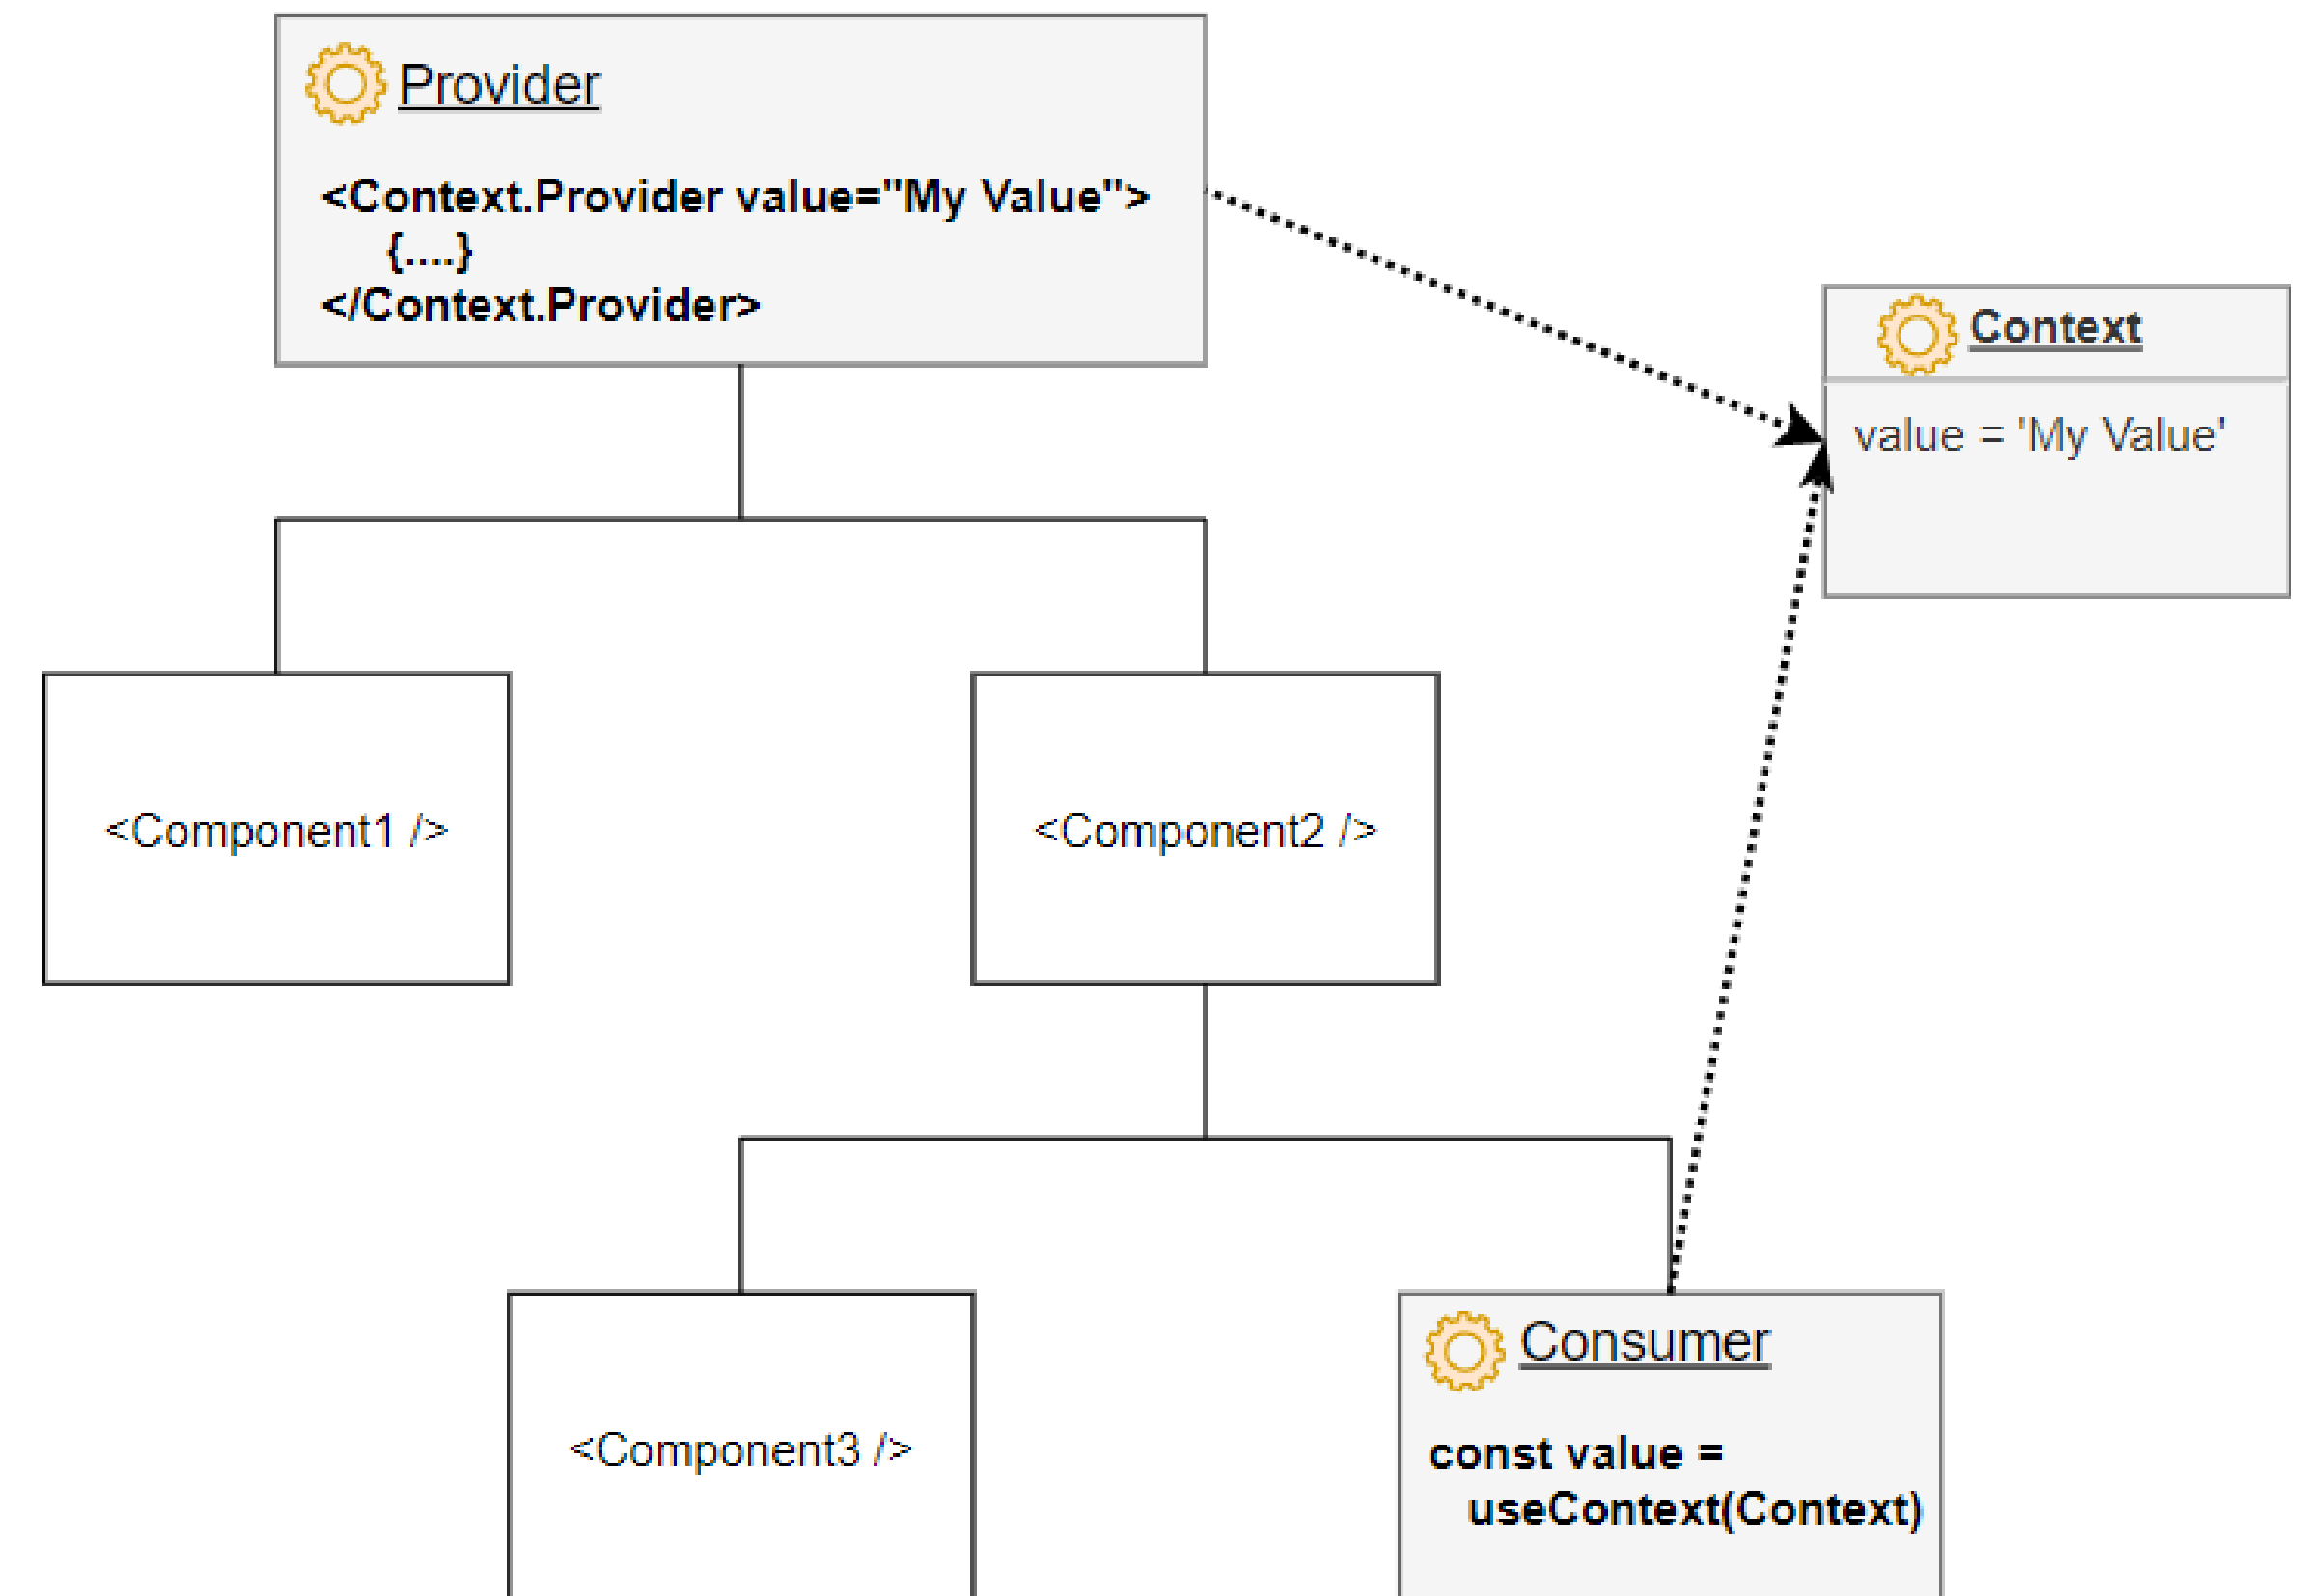 Provider
<Context.Provider value="My Value">
{....}
</Context.Provider>
Context
value = 'My Value'
<Component1 />
<Component2 />
<Component3 />
Consumer
const value =
useContext(Context)